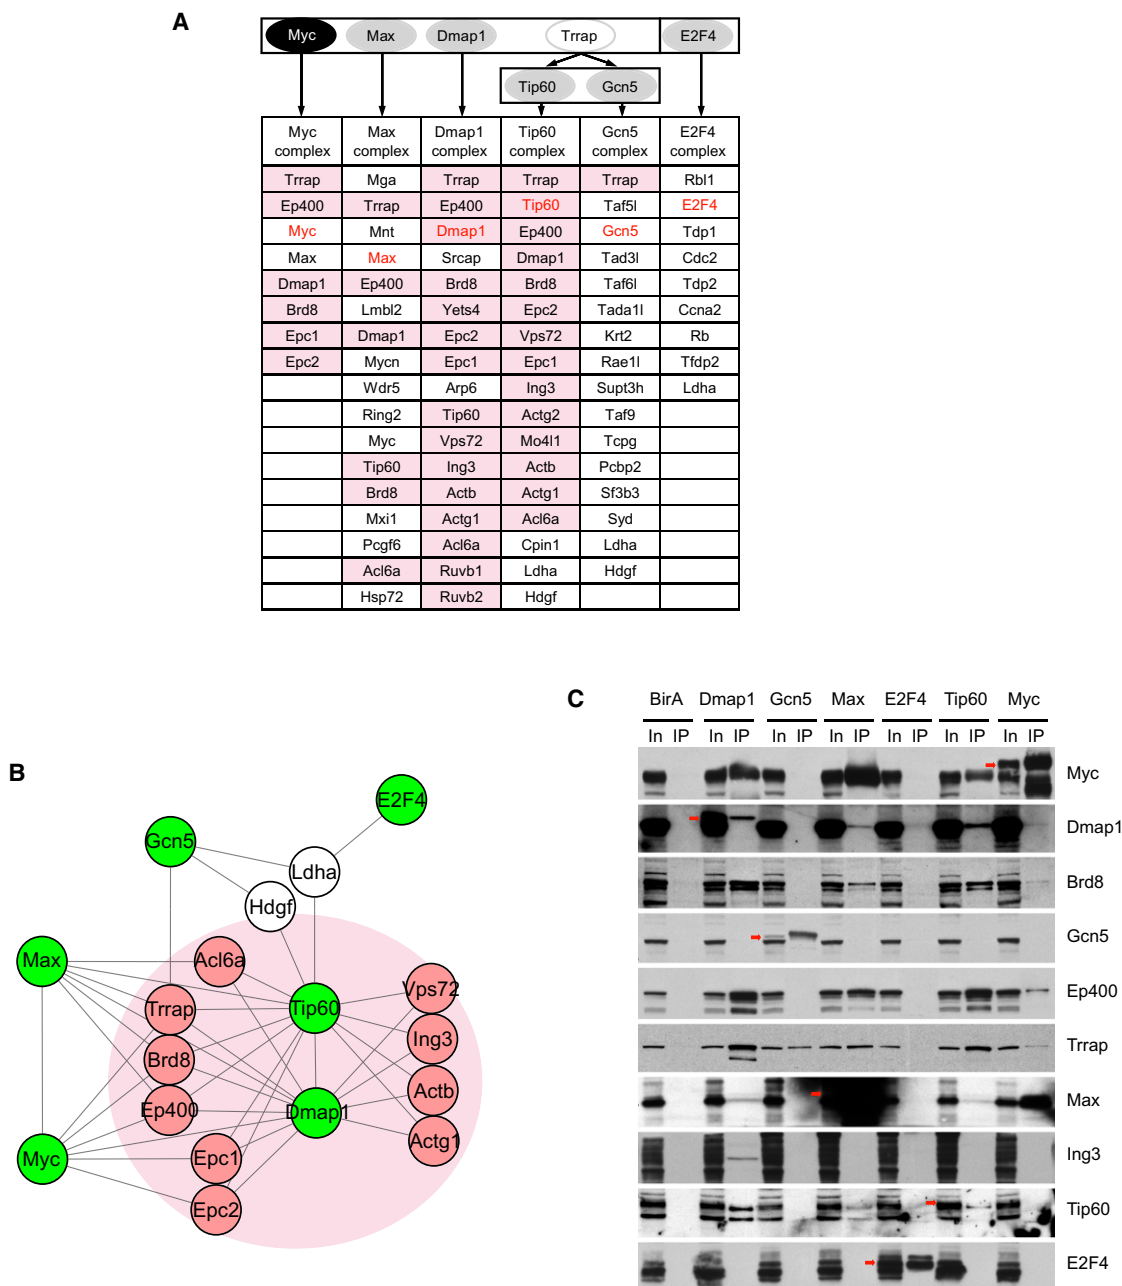 A
Myc Max Dmap1 Trrap E2F4
Tip60 Gcn5
Myc complex Max complex Dmap1 complex Tip60 complex Gcn5 complex E2F4 complex
Trrap Mga Trrap Trrap Trrap Rbl1
Ep400 Trrap Ep400 Tip60 Taf5l E2F4
Myc Mnt Dmap1 Ep400 Gcn5 Tdp1
Max Max Srcap Dmap1 Tad3l Cdc2
Dmap1 Ep400 Brd8 Brd8 Taf6l Tdp2
Brd8 Lmbl2 Yets4 Epc2 Tada1l Ccna2
Epc1 Dmap1 Epc2 Vps72 Krt2 Rb
Epc2 Mycn Epc1 Epc1 Rae1l Tfdp2
Wdr5 Arp6 Ing3 Supt3h Ldha
Ring2 Tip60 Actg2 Taf9
Myc Vps72 Mo4l1 Tcpg
Tip60 Ing3 Actb Pcbp2
Brd8 Actb Actg1 Sf3b3
Mxi1 Actg1 Acl6a Syd
Pcgf6 Acl6a Cpin1 Ldha
Acl6a Ruvb1 Ldha Hdgf
Hsp72 Ruvb2 Hdgf
B
E2F4
Gcn5
Ldha
Hdgf
Max
Acl6a
Vps72
Trrap
Tip60
Ing3
Brd8
Actb
Ep400
Dmap1
Actg1
Myc
Epc1
Epc2
C
BirA Dmap1 Gcn5 Max E2F4 Tip60 Myc
In IP In IP In IP In IP In IP In IP In IP
Myc
Dmap1
Brd8
Gcn5
Ep400
Trrap
Max
Ing3
Tip60
E2F4